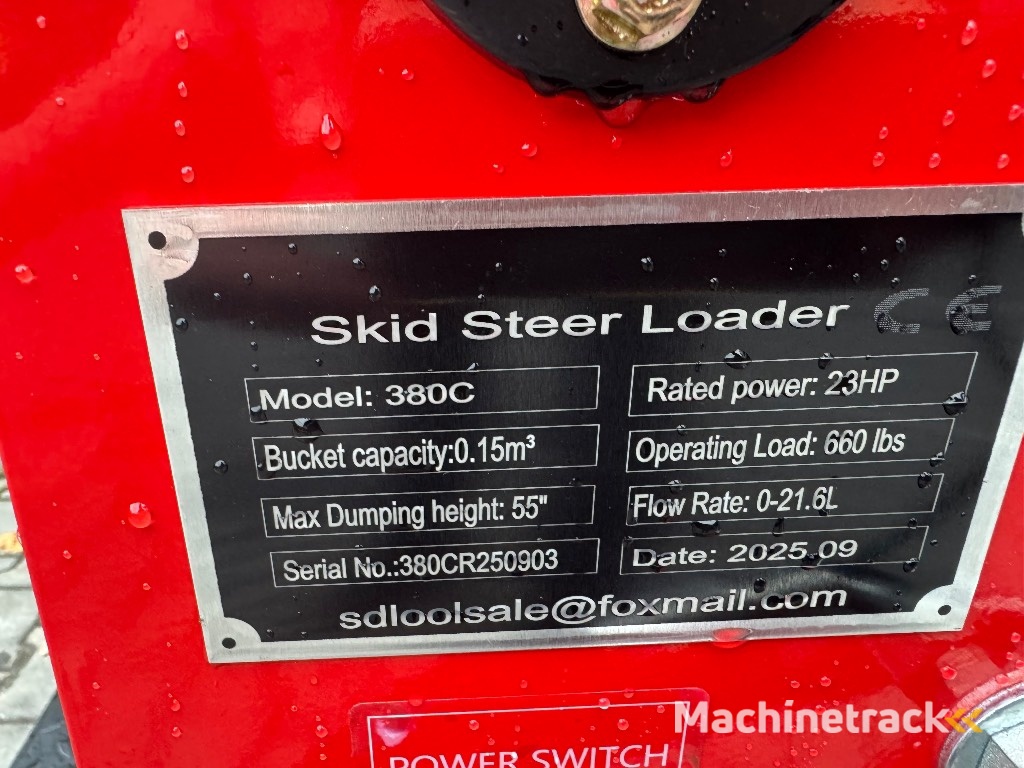 Skid Steer Loader CE
Model: 380C
Rated power: 23HP
Bucket capacity:0.15m³
Operating Load: 660 lbs
Max Dumping height: 55"
Flow Rate: 0-21.6L
Serial No.:380CR250903
Date: 2025.09
sdloolsale@foxmail.com
POWER SWITCH
Machinetrack